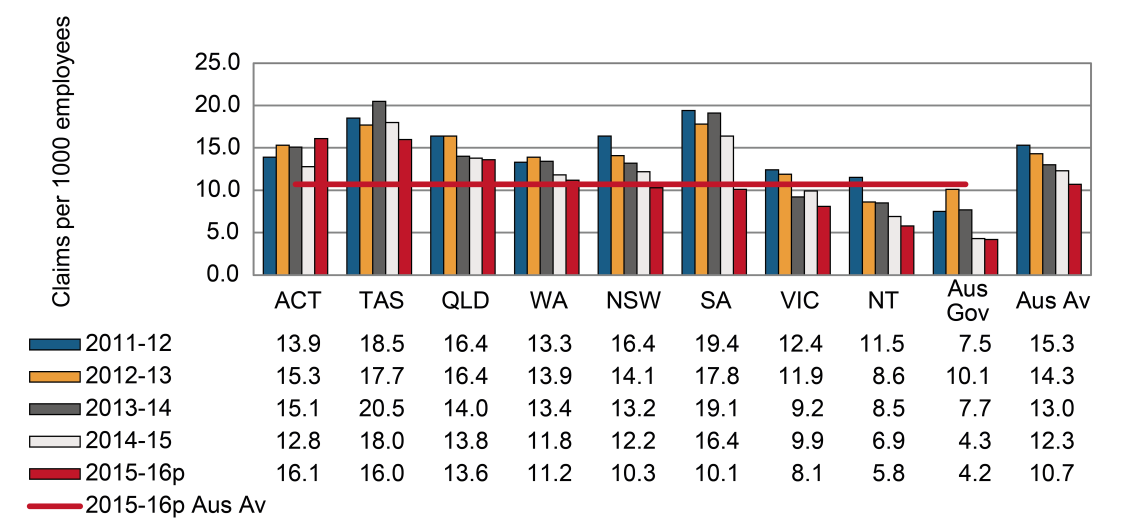 Claims per 1000 employees
25.0
20.0
15.0
10.0
5.0
0.0
ACT TAS QLD WA NSW SA VIC NT Aus Gov Aus Av
2011-12 13.9 18.5 16.4 13.3 16.4 19.4 12.4 11.5 7.5 15.3
2012-13 15.3 17.7 16.4 13.9 14.1 17.8 11.9 8.6 10.1 14.3
2013-14 15.1 20.5 14.0 13.4 13.2 19.1 9.2 8.5 7.7 13.0
2014-15 12.8 18.0 13.8 11.8 12.2 16.4 9.9 6.9 4.3 12.3
2015-16p 16.1 16.0 13.6 11.2 10.3 10.1 8.1 5.8 4.2 10.7
2015-16p Aus Av